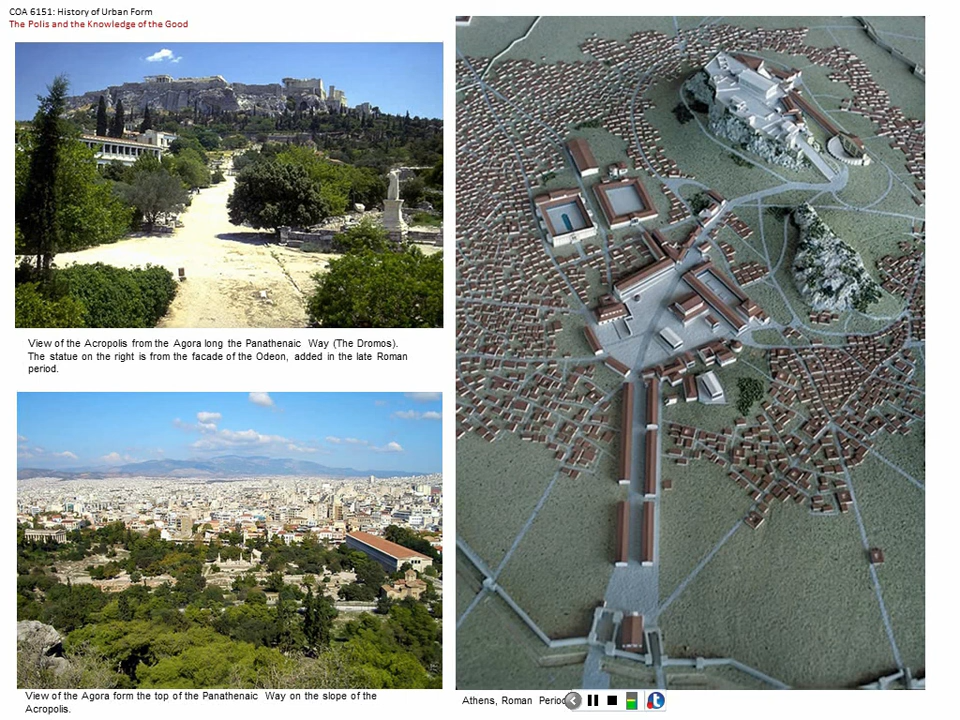 COA 6151: History of Urban Form
The Polis and the Knowledge of the Good
View of the Acropolis from the Agora long the Panathenaic Way (The Dromos).
The statue on the right is from the facade of the Odeon, added in the late Roman
period.
View of the Agora form the top of the Panathenaic Way on the slope of the
Acropolis.
Athens, Roman Period